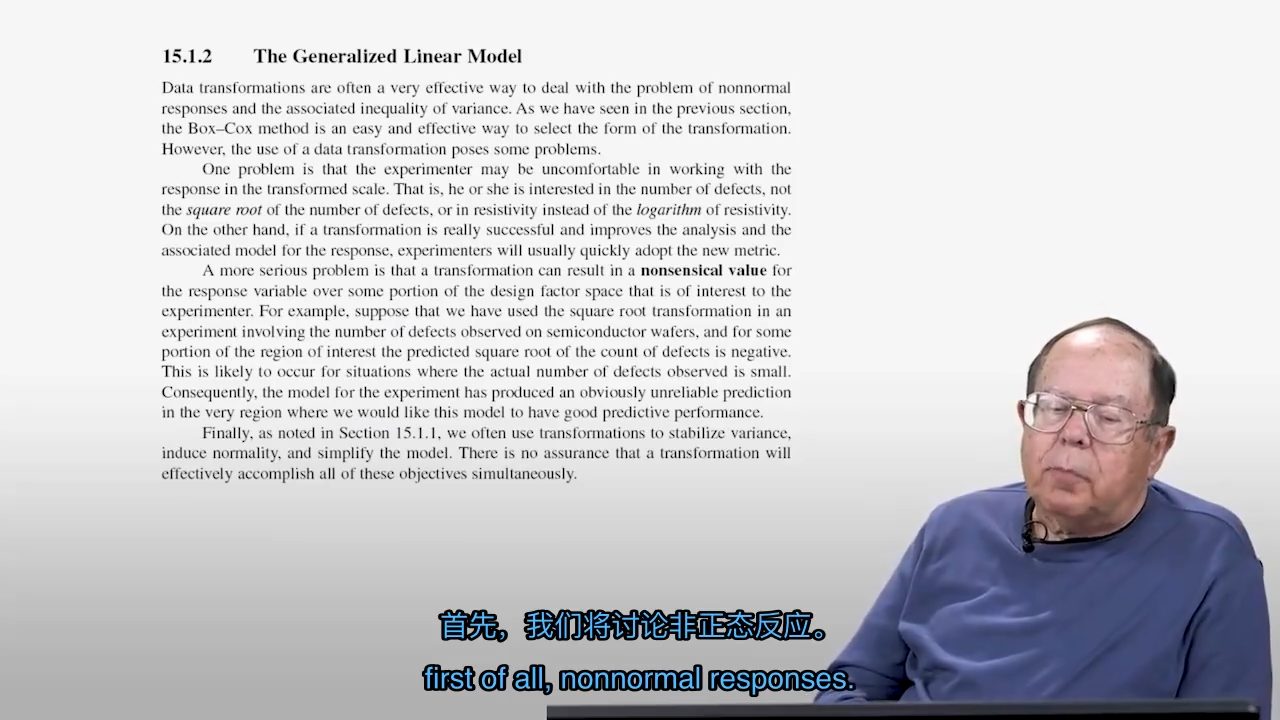 15.1.2 The Generalized Linear Model
Data transformations are often a very effective way to deal with the problem of nonnormal
responses and the associated inequality of variance. As we have seen in the previous section,
the Box–Cox method is an easy and effective way to select the form of the transformation.
However, the use of a data transformation poses some problems.
One problem is that the experimenter may be uncomfortable in working with the
response in the transformed scale. That is, he or she is interested in the number of defects, not
the square root of the number of defects, or in resistivity instead of the logarithm of resistivity.
On the other hand, if a transformation is really successful and improves the analysis and the
associated model for the response, experimenters will usually quickly adopt the new metric.
A more serious problem is that a transformation can result in a nonsensical value for
the response variable over some portion of the design factor space that is of interest to the
experimenter. For example, suppose that we have used the square root transformation in an
experiment involving the number of defects observed on semiconductor wafers, and for some
portion of the region of interest the predicted square root of the count of defects is negative.
This is likely to occur for situations where the actual number of defects observed is small.
Consequently, the model for the experiment has produced an obviously unreliable prediction
in the very region where we would like this model to have good predictive performance.
Finally, as noted in Section 15.1.1, we often use transformations to stabilize variance,
induce normality, and simplify the model. There is no assurance that a transformation will
effectively accomplish all of these objectives simultaneously.
首先，我们将讨论非正态反应。
first of all, nonnormal responses.